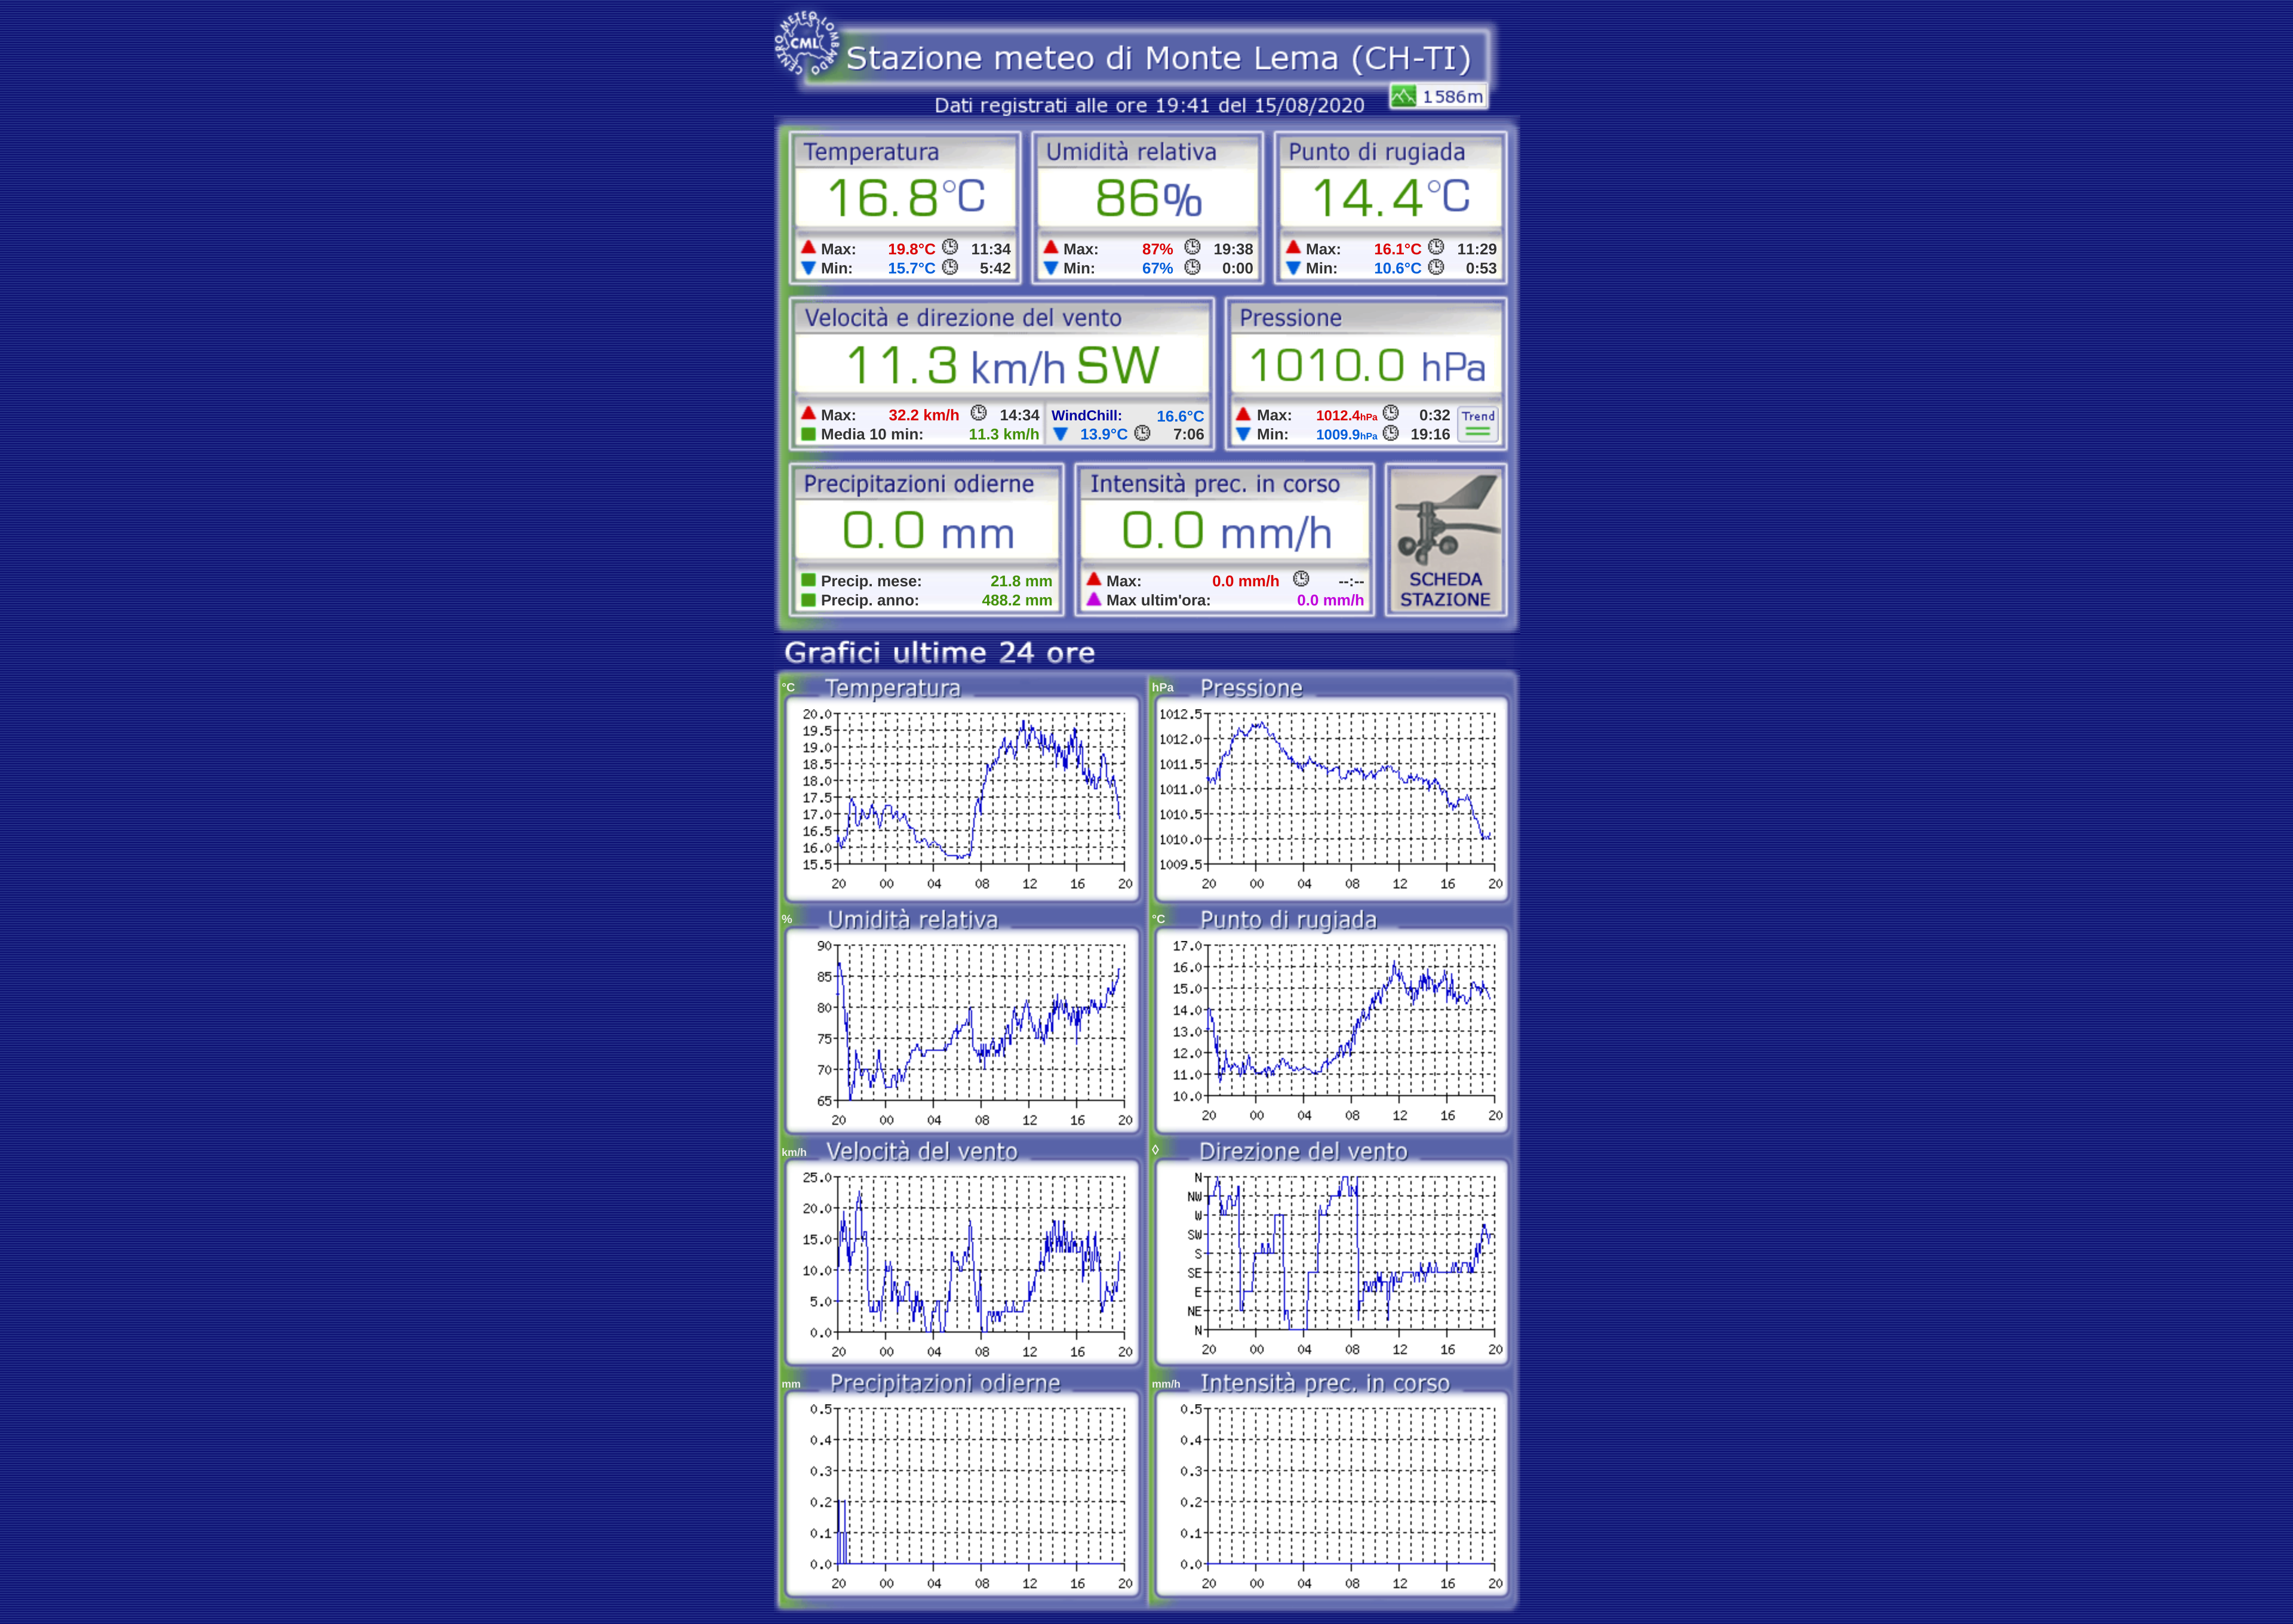 CENTRO METEO LOMBARDO
CML
Stazione meteo di Monte Lema (CH-TI)
Dati registrati alle ore 19:41 del 15/08/2020
1586m
Temperatura
16.8°C
Max: 19.8°C 11:34
Min: 15.7°C 5:42
Umidità relativa
86%
Max: 87% 19:38
Min: 67% 0:00
Punto di rugiada
14.4°C
Max: 16.1°C 11:29
Min: 10.6°C 0:53
Velocità e direzione del vento
11.3 km/h SW
Max: 32.2 km/h 14:34
Media 10 min: 11.3 km/h
WindChill: 16.6°C
13.9°C 7:06
Pressione
1010.0 hPa
Max: 1012.4hPa 0:32
Min: 1009.9hPa 19:16
Trend
Precipitazioni odierne
0.0 mm
Precip. mese: 21.8 mm
Precip. anno: 488.2 mm
Intensità prec. in corso
0.0 mm/h
Max: 0.0 mm/h --:--
Max ultim'ora: 0.0 mm/h
SCHEDA
STAZIONE
Grafici ultime 24 ore
°C Temperatura
20.0
19.5
19.0
18.5
18.0
17.5
17.0
16.5
16.0
15.5
20 00 04 08 12 16 20
hPa Pressione
1012.5
1012.0
1011.5
1011.0
1010.5
1010.0
1009.5
20 00 04 08 12 16 20
% Umidità relativa
90
85
80
75
70
65
20 00 04 08 12 16 20
°C Punto di rugiada
17.0
16.0
15.0
14.0
13.0
12.0
11.0
10.0
20 00 04 08 12 16 20
km/h Velocità del vento
25.0
20.0
15.0
10.0
5.0
0.0
20 00 04 08 12 16 20
◊ Direzione del vento
N
NW
W
SW
S
SE
E
NE
N
20 00 04 08 12 16 20
mm Precipitazioni odierne
0.5
0.4
0.3
0.2
0.1
0.0
20 00 04 08 12 16 20
mm/h Intensità prec. in corso
0.5
0.4
0.3
0.2
0.1
0.0
20 00 04 08 12 16 20